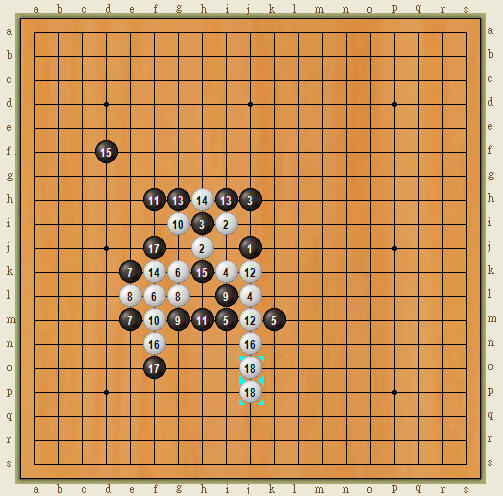 a b c d e f g h i j k l m n o p q r s
a a
b b
c c
d d
e e
f 15 f
g g
h 11 13 14 13 3 h
i 10 3 2 i
j 17 2 1 j
k 7 14 6 15 4 12 k
l 8 6 8 9 4 l
m 7 10 9 11 5 12 5 m
n 16 16 n
o 17 18 o
p 18 p
q q
r r
s s
a b c d e f g h i j k l m n o p q r s